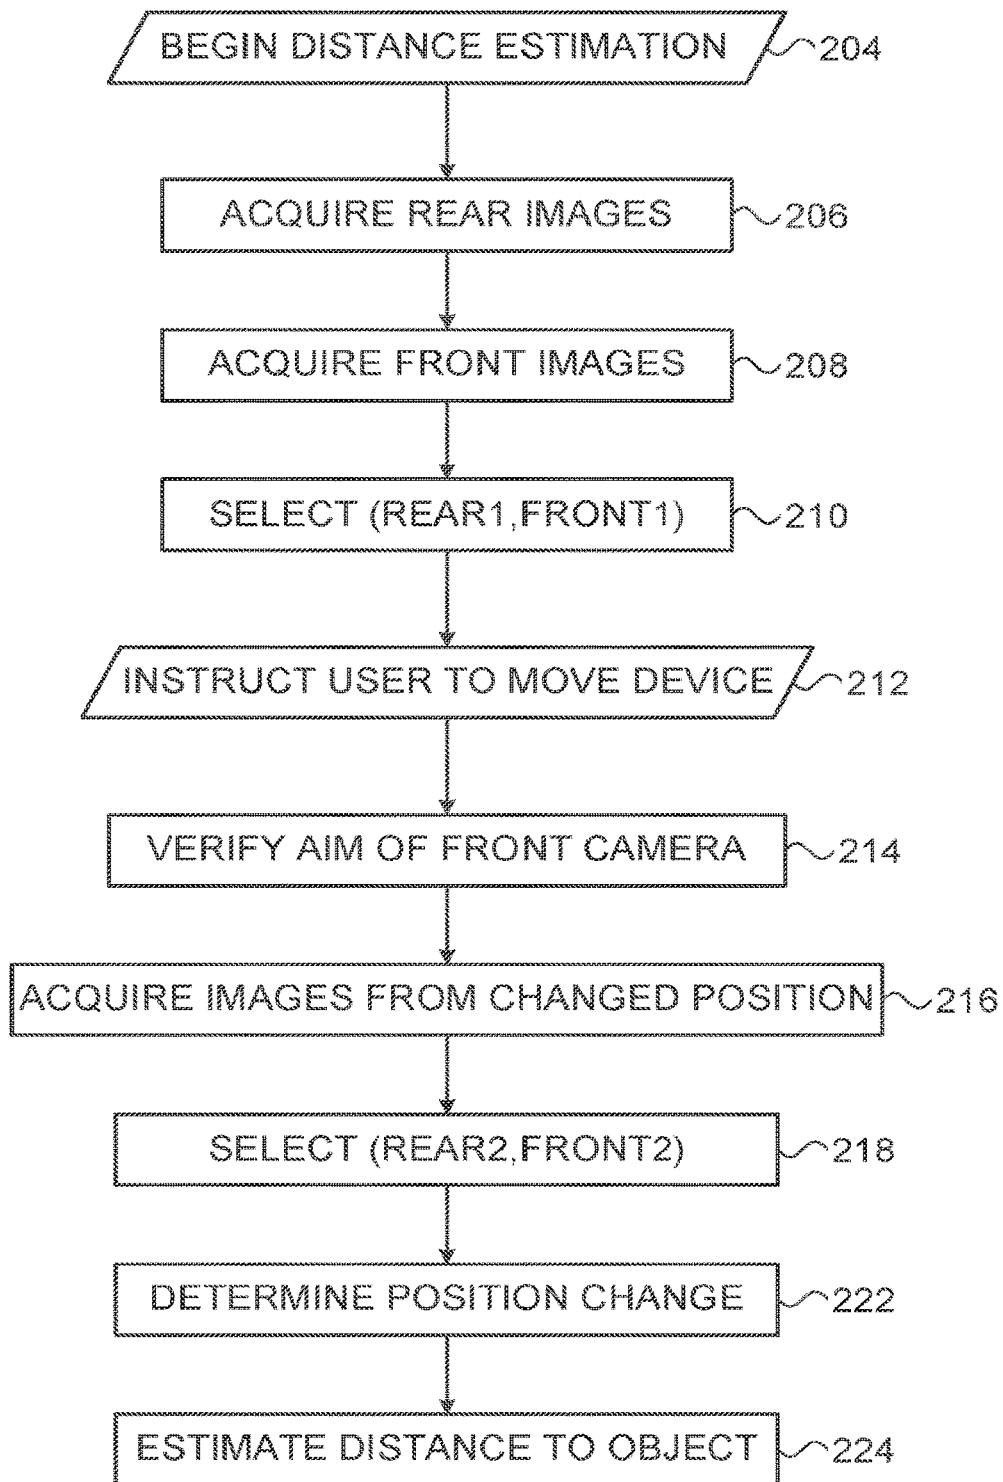 BEGIN DISTANCE ESTIMATION 204
ACQUIRE REAR IMAGES 206
ACQUIRE FRONT IMAGES 208
SELECT (REAR1,FRONT1) 210
INSTRUCT USER TO MOVE DEVICE 212
VERIFY AIM OF FRONT CAMERA 214
ACQUIRE IMAGES FROM CHANGED POSITION 216
SELECT (REAR2,FRONT2) 218
DETERMINE POSITION CHANGE 222
ESTIMATE DISTANCE TO OBJECT 224